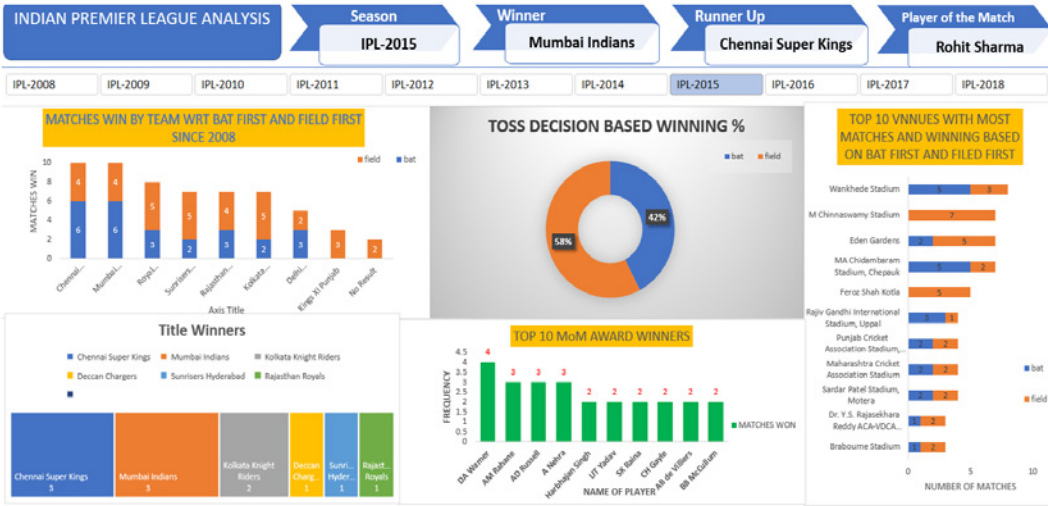 INDIAN PREMIER LEAGUE ANALYSIS
Season
IPL-2015
Winner
Mumbai Indians
Runner Up
Chennai Super Kings
Player of the Match
Rohit Sharma
IPL-2008
IPL-2009
IPL-2010
IPL-2011
IPL-2012
IPL-2013
IPL-2014
IPL-2015
IPL-2016
IPL-2017
IPL-2018
MATCHES WIN BY TEAM WRT BAT FIRST AND FIELD FIRST
SINCE 2008
field bat
MATCHES WIN
10
8
6
4
2
0
4 4 5 5 4 5 2 3 2
6 6 3 2 3 2 3
Chennai...
Mumbai...
Royal...
Sunrisers...
Rajasthan...
Kolkata...
Delhi...
Kings XI Punjab
No Result
Axis Title
TOSS DECISION BASED WINNING %
bat field
42%
58%
TOP 10 VNNUES WITH MOST
MATCHES AND WINNING BASED
ON BAT FIRST AND FILED FIRST
Wankhede Stadium
5 3
M Chinnaswamy Stadium
7
Eden Gardens
2 5
MA Chidambaram
Stadium, Chepauk
5 2
Feroz Shah Kotla
5
Rajiv Gandhi International
Stadium, Uppal
3 1
Punjab Cricket
Association Stadium,...
2 2
Maharashtra Cricket
Association Stadium
2 2
Sardar Patel Stadium,
Motera
2 2
Dr. Y.S. Rajasekhara
Reddy ACA-VDCA...
1 2
Brabourne Stadium
1 2
bat
field
0 5 10
NUMBER OF MATCHES
Title Winners
Chennai Super Kings Mumbai Indians Kolkata Knight Riders
Deccan Chargers Sunrisers Hyderabad Rajasthan Royals
Chennai Super Kings
3
Mumbai Indians
3
Kolkata Knight
Riders
2
Deccan
Charg...
1
Sunri...
Hyder...
1
Rajast...
Royals
1
TOP 10 MoM AWARD WINNERS
FREQUENCY
4.5
4
3.5
3
2.5
2
1.5
1
0.5
0
4 3 3 3 2 2 2 2 2 2
DA Warner
AM Rahane
AD Russell
A Nehra
Harbhajan Singh
UT Yadav
SK Raina
CH Gayle
AB de Villiers
BB McCullum
MATCHES WON
NAME OF PLAYER